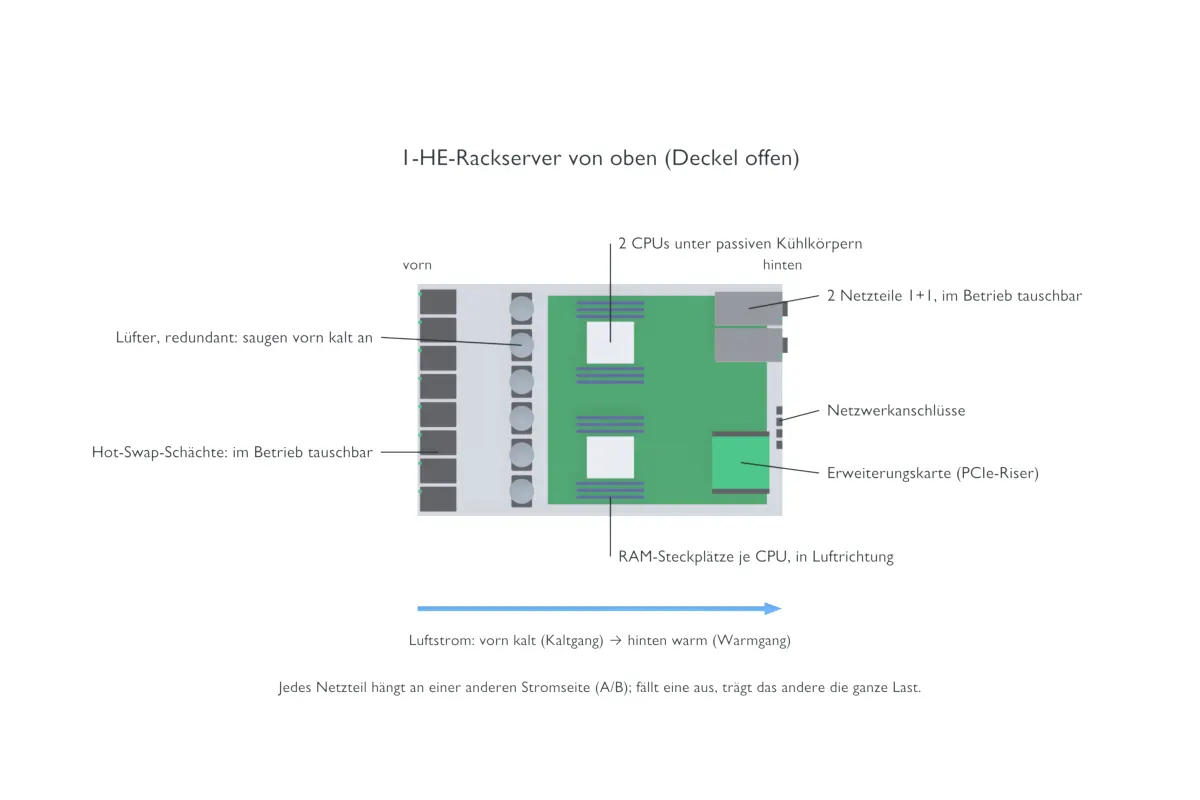 1-HE-Rackserver von oben (Deckel offen)
2 CPUs unter passiven Kühlkörpern
vorn
hinten
2 Netzteile 1+1, im Betrieb tauschbar
Lüfter, redundant: saugen vorn kalt an
Netzwerkanschlüsse
Hot-Swap-Schächte: im Betrieb tauschbar
Erweiterungskarte (PCIe-Riser)
RAM-Steckplätze je CPU, in Luftrichtung
Luftstrom: vorn kalt (Kaltgang) → hinten warm (Warmgang)
Jedes Netzteil hängt an einer anderen Stromseite (A/B); fällt eine aus, trägt das andere die ganze Last.